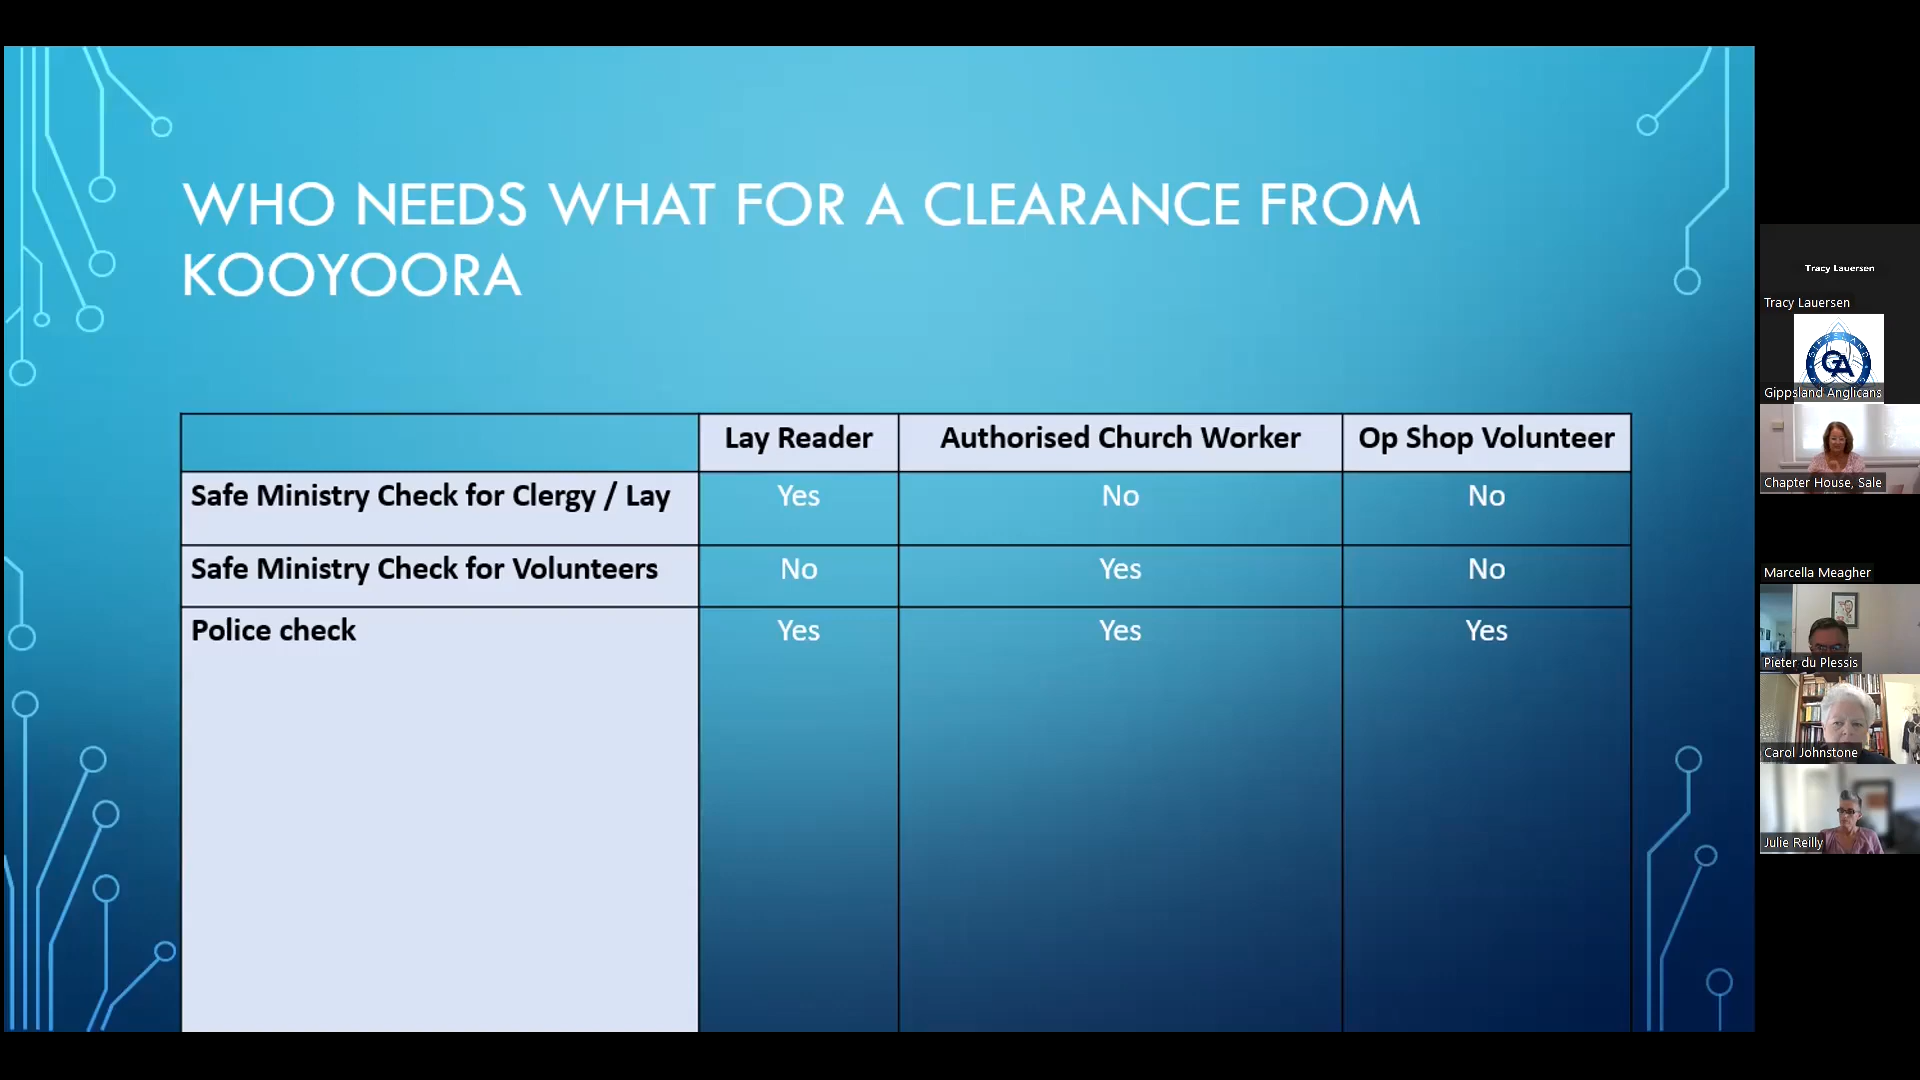 WHO NEEDS WHAT FOR A CLEARANCE FROM
KOOYOORA
Lay Reader
Authorised Church Worker
Op Shop Volunteer
Safe Ministry Check for Clergy / Lay
Yes
No
No
Safe Ministry Check for Volunteers
No
Yes
No
Police check
Yes
Yes
Yes
Tracy Lauersen
Tracy Lauersen
GA
Gippsland Anglicans
Chapter House, Sale
Marcella Meagher
Pieter du Plessis
Carol Johnstone
Julie Reilly